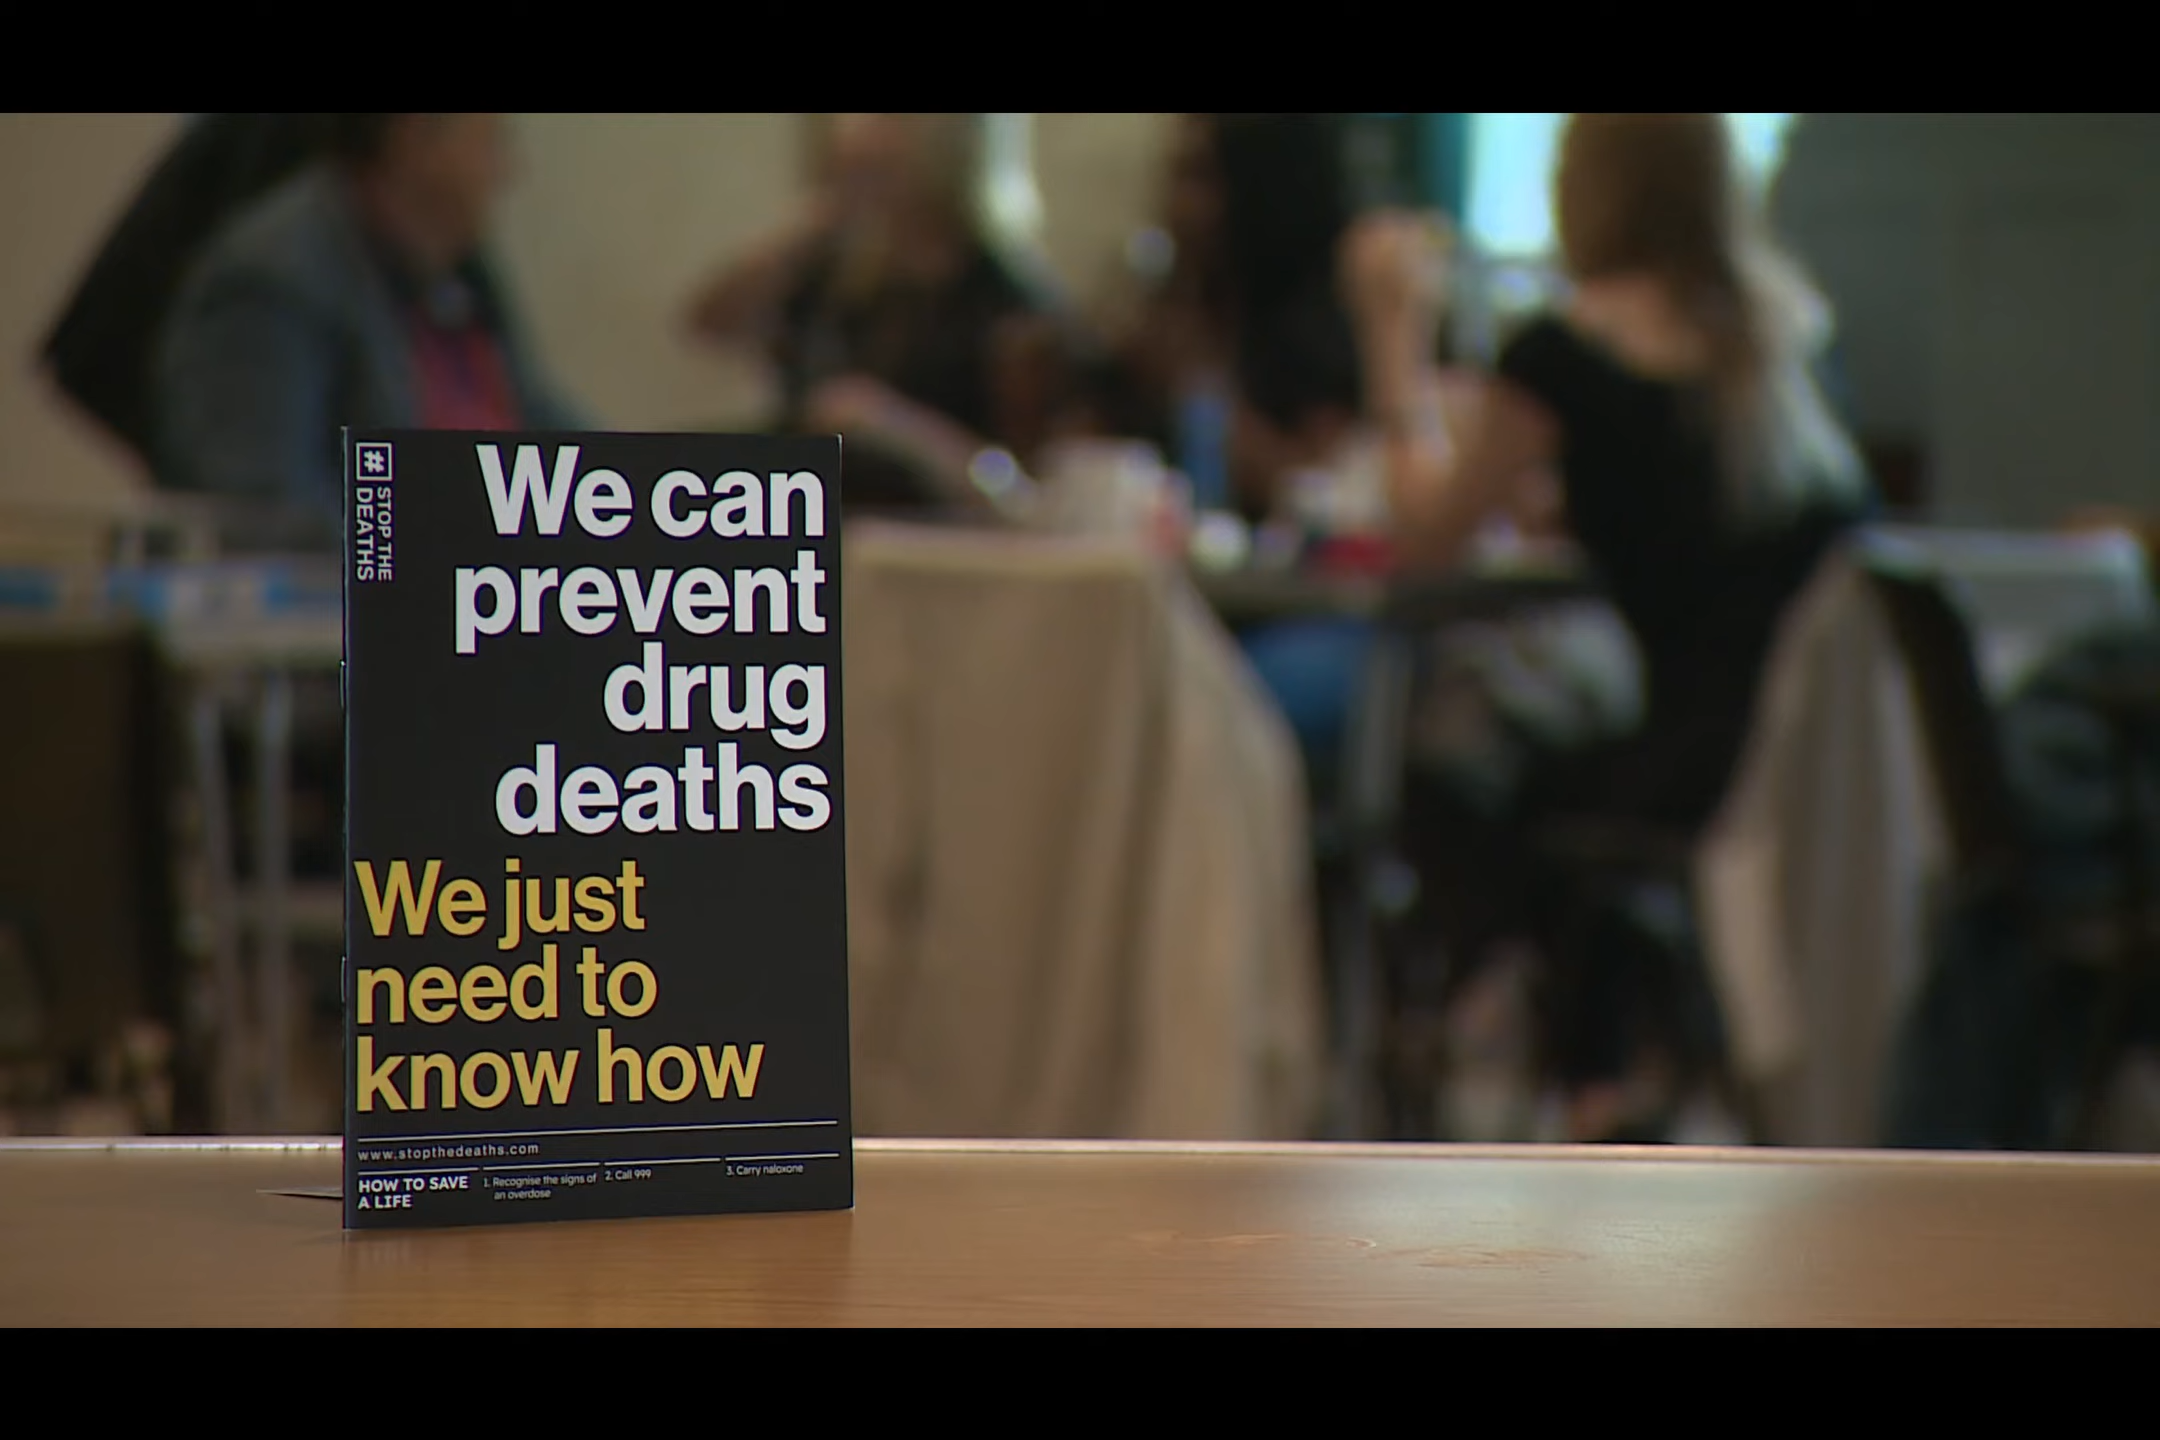 #
STOP THE
DEATHS
We can
prevent
drug
deaths
We just
need to
know how
www.stopthedeaths.com
HOW TO SAVE
A LIFE
1. Recognise the signs of
an overdose
2. Call 999
3. Carry naloxone